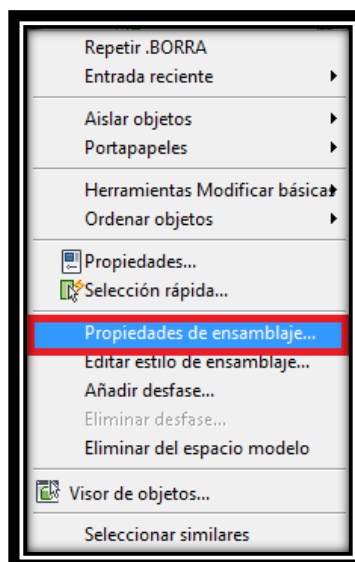 Repetir .BORRA
Entrada reciente
Aislar objetos
Portapapeles
Herramientas Modificar básicas
Ordenar objetos
Propiedades...
Selección rápida...
Propiedades de ensamblaje...
Editar estilo de ensamblaje...
Añadir desfase...
Eliminar desfase...
Eliminar del espacio modelo
Visor de objetos...
Seleccionar similares